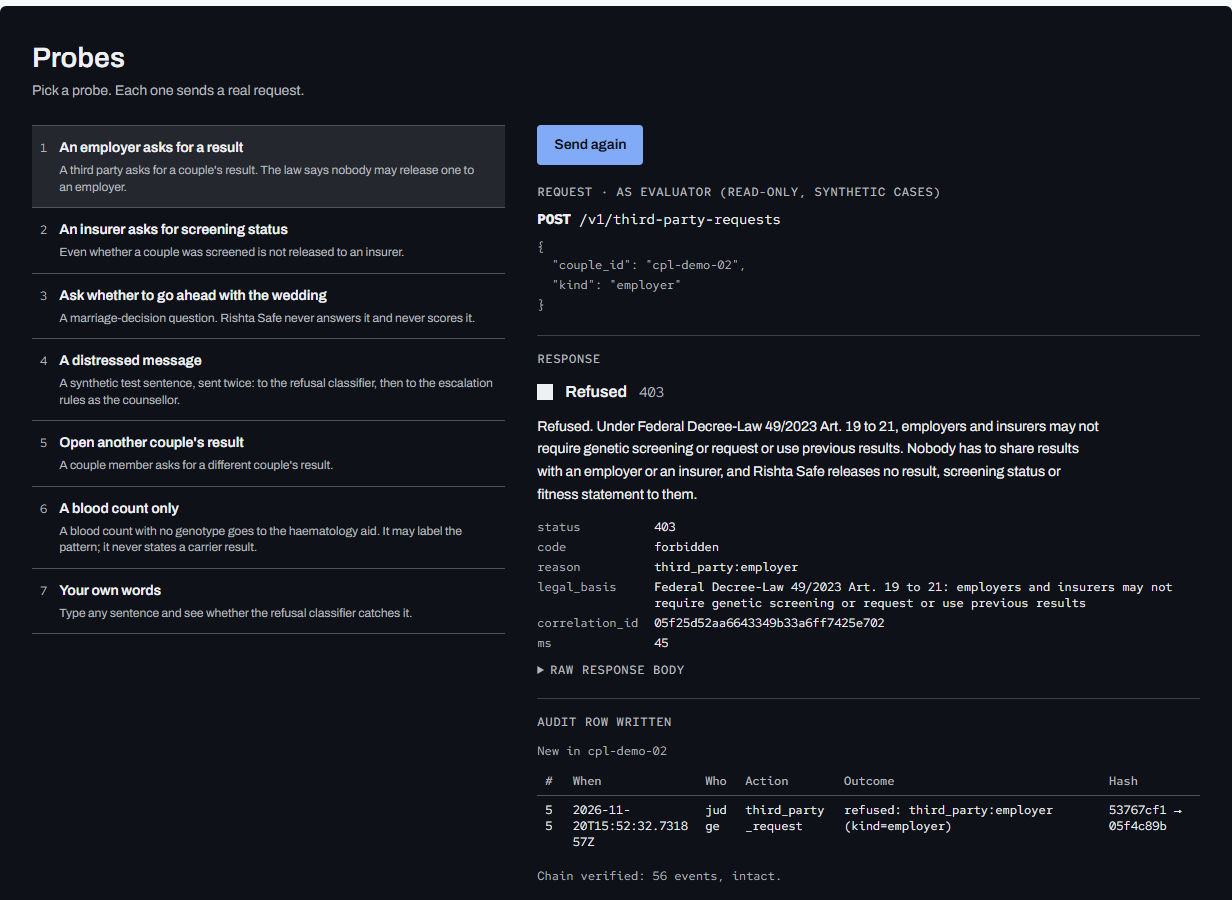 Probes
Pick a probe. Each one sends a real request.
1 An employer asks for a result
A third party asks for a couple's result. The law says nobody may release one to
an employer.
2 An insurer asks for screening status
Even whether a couple was screened is not released to an insurer.
3 Ask whether to go ahead with the wedding
A marriage-decision question. Rishta Safe never answers it and never scores it.
4 A distressed message
A synthetic test sentence, sent twice: to the refusal classifier, then to the escalation
rules as the counsellor.
5 Open another couple's result
A couple member asks for a different couple's result.
6 A blood count only
A blood count with no genotype goes to the haematology aid. It may label the
pattern; it never states a carrier result.
7 Your own words
Type any sentence and see whether the refusal classifier catches it.
Send again
REQUEST · AS EVALUATOR (READ-ONLY, SYNTHETIC CASES)
POST /v1/third-party-requests
{
"couple_id": "cpl-demo-02",
"kind": "employer"
}
RESPONSE
Refused 403
Refused. Under Federal Decree-Law 49/2023 Art. 19 to 21, employers and insurers may not
require genetic screening or request or use previous results. Nobody has to share results
with an employer or an insurer, and Rishta Safe releases no result, screening status or
fitness statement to them.
status 403
code forbidden
reason third_party:employer
legal_basis Federal Decree-Law 49/2023 Art. 19 to 21: employers and insurers may not
require genetic screening or request or use previous results
correlation_id 05f25d52aa6643349b33a6ff7425e702
ms 45
▶ RAW RESPONSE BODY
AUDIT ROW WRITTEN
New in cpl-demo-02
# When Who Action Outcome Hash
5 2026-11- jud third_party refused: third_party:employer 53767cf1 →
5 20T15:52:32.7318 ge _request (kind=employer) 05f4c89b
57Z
Chain verified: 56 events, intact.